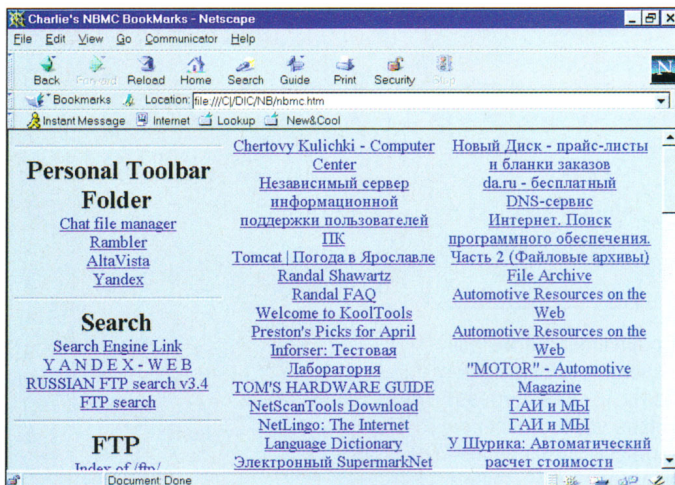 Charlie's NBMC BookMarks - Netscape
File Edit View Go Communicator Help
Back Forward Reload Home Search Guide Print Security Stop
Bookmarks Location: file:///C|/DIC/NB/nbmc.htm
Instant Message Internet Lookup New&Cool
Personal Toolbar
Folder
Chat file manager
Rambler
AltaVista
Yandex
Search
Search Engine Link
Y A N D E X - W E B
RUSSIAN FTP search v3.4
FTP search
FTP
Index of /ftp/
Chertovy Kulichki - Computer
Center
Независимый сервер
информационной
поддержки пользователей
ПК
Tomcat | Погода в Ярославле
Randal Shawartz
Randal FAQ
Welcome to KoolTools
Preston's Picks for April
Inforser: Тестовая
Лаборатория
TOM'S HARDWARE GUIDE
NetScanTools Download
NetLingo: The Internet
Language Dictionary
Электронный SupermarkNet
Новый Диск - прайс-листы
и бланки заказов
da.ru - бесплатный
DNS-сервис
Интернет. Поиск
программного обеспечения.
Часть 2 (Файловые архивы)
File Archive
Automotive Resources on the
Web
Automotive Resources on the
Web
"MOTOR" - Automotive
Magazine
ГАИ и МЫ
ГАИ и МЫ
У Шурика: Автоматический
расчет стоимости
Document: Done